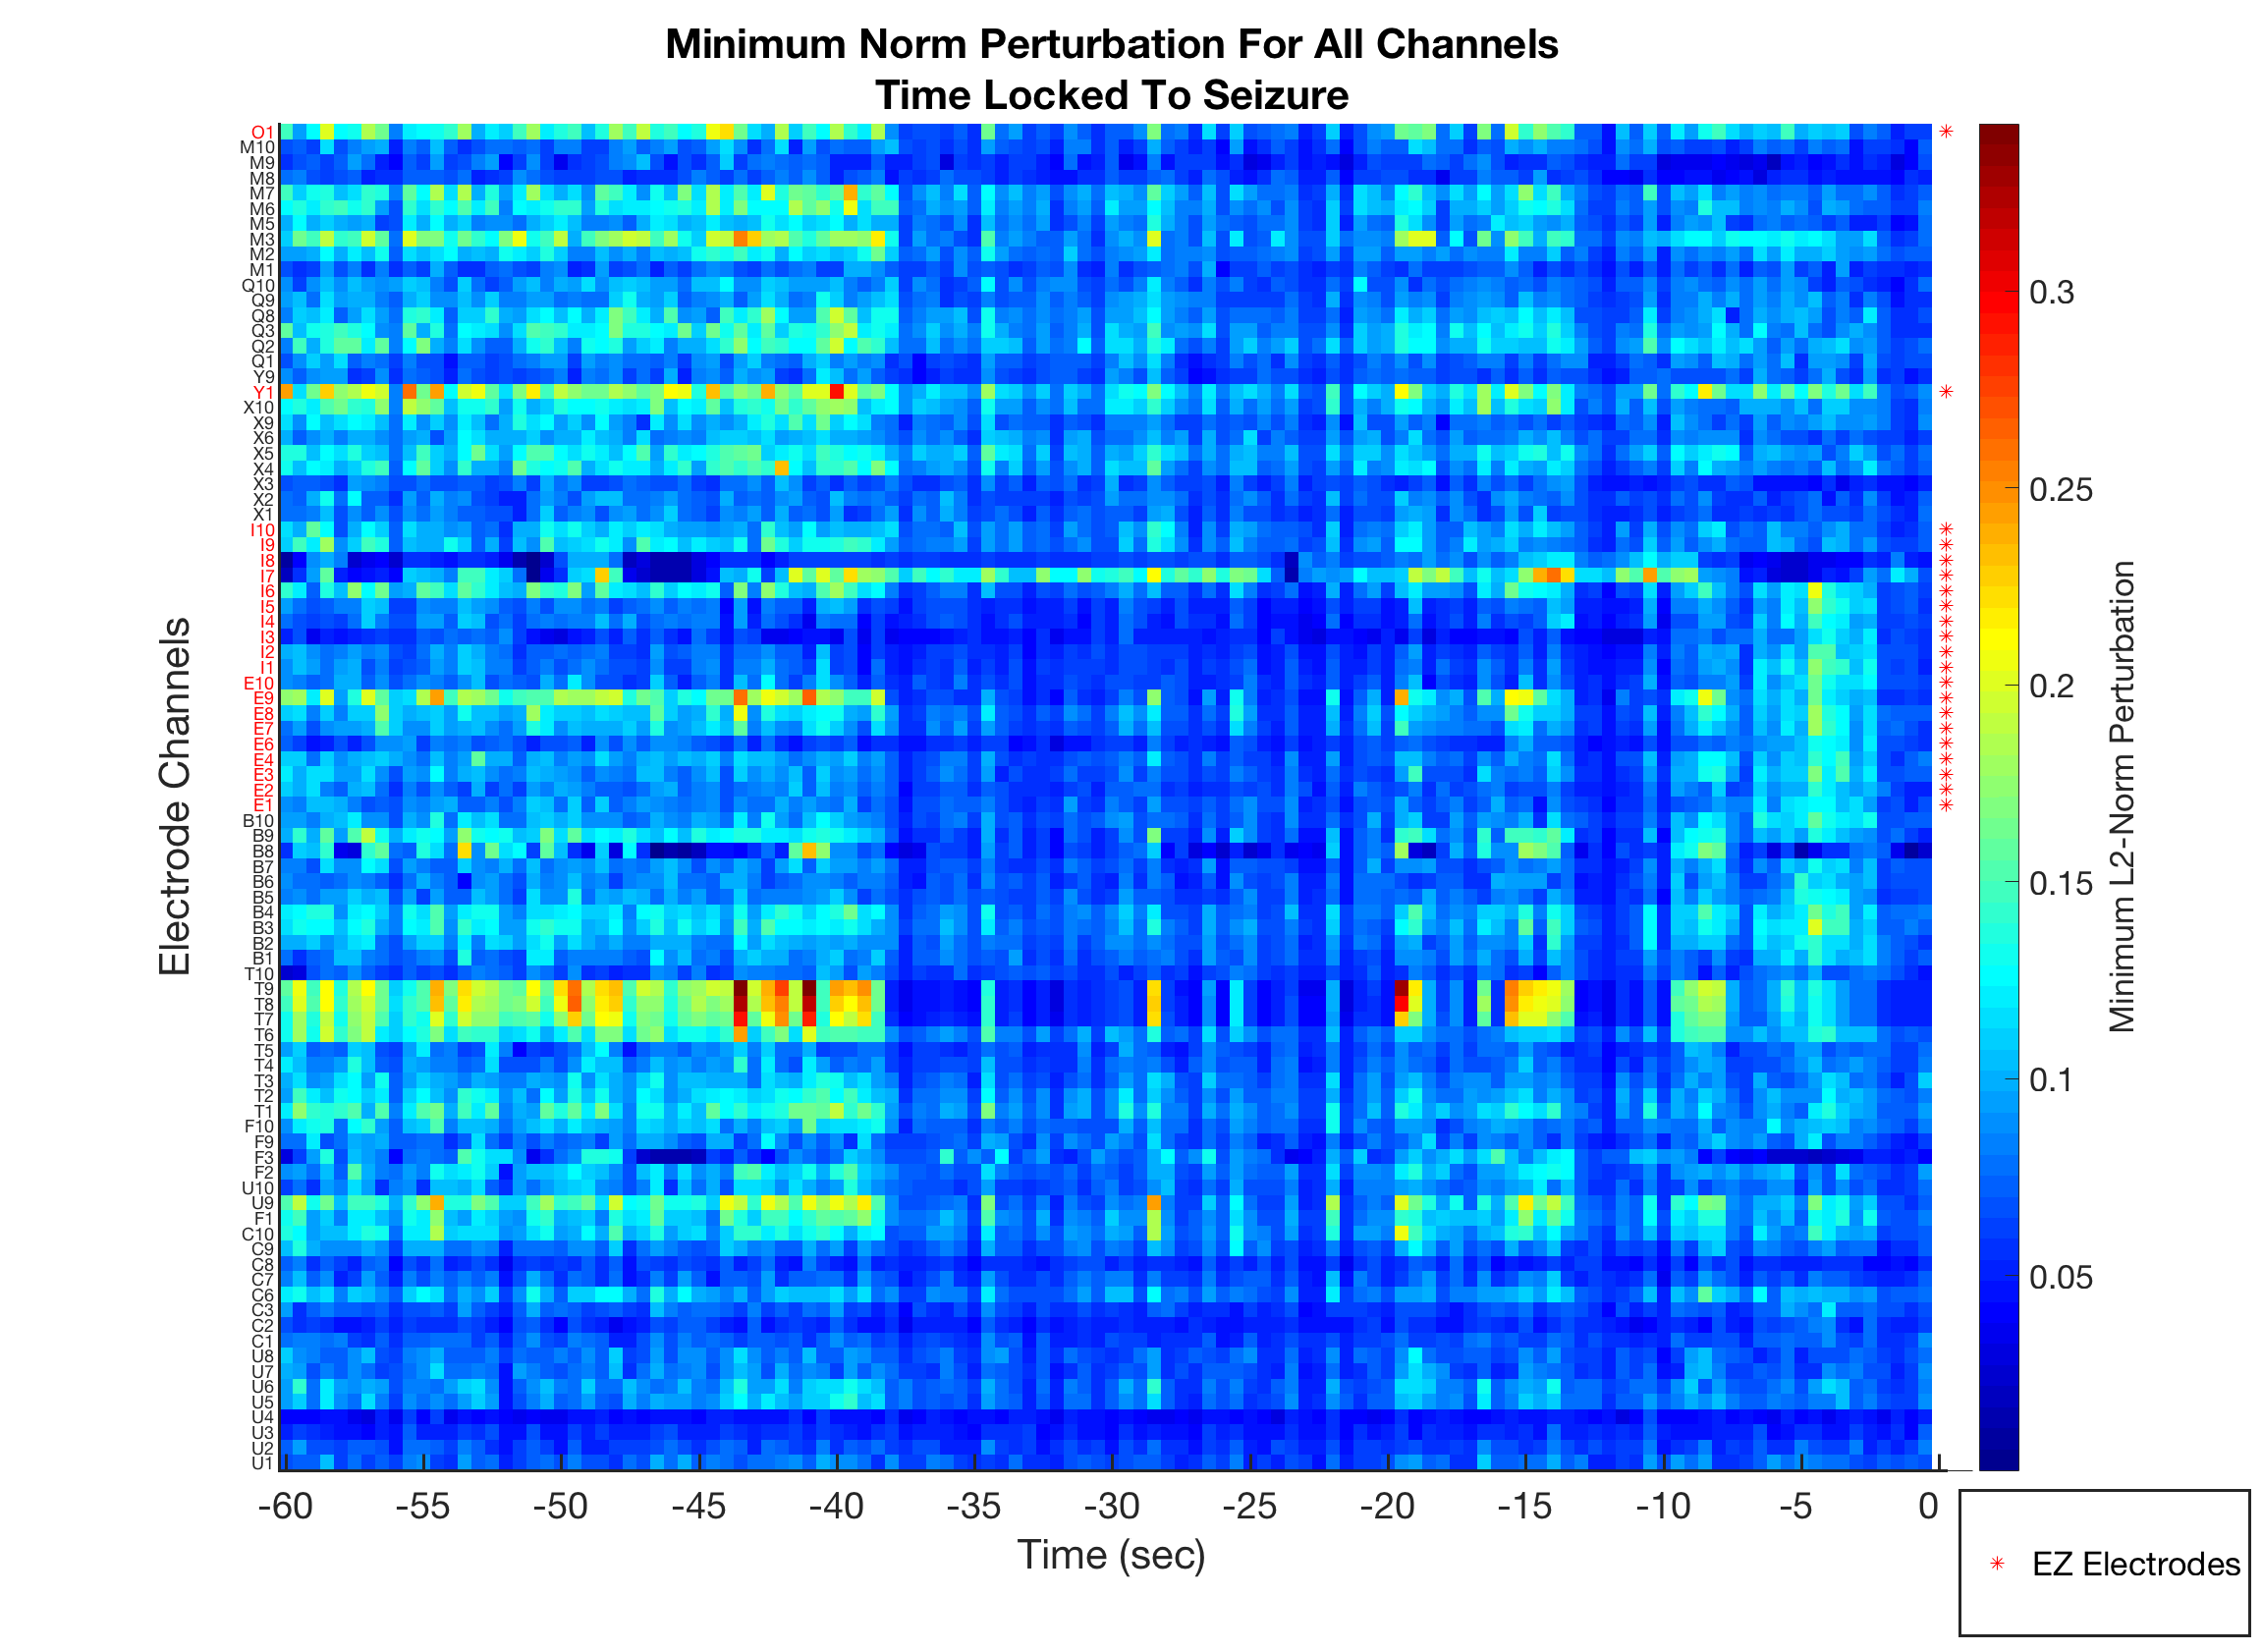 Minimum Norm Perturbation For All Channels
Time Locked To Seizure
O1
M10
M9
M8
M7
M6
M5
M3
M2
M1
Q10
Q9
Q8
Q3
Q2
Q1
Y9
Y1
X10
X9
X6
X5
X4
X3
X2
X1
I10
I9
I8
I7
I6
I5
I4
I3
I2
I1
E10
E9
E8
E7
E6
E4
E3
E2
E1
B10
B9
B8
B7
B6
B5
B4
B3
B2
B1
T10
T9
T8
T7
T6
T5
T4
T3
T2
T1
F10
F9
F3
F2
U10
U9
F1
C10
C9
C8
C7
C6
C3
C2
C1
U8
U7
U6
U5
U4
U3
U2
U1
Electrode Channels
-60 -55 -50 -45 -40 -35 -30 -25 -20 -15 -10 -5 0
Time (sec)
0.3
0.25
0.2
0.15
0.1
0.05
Minimum L2-Norm Perturbation
EZ Electrodes